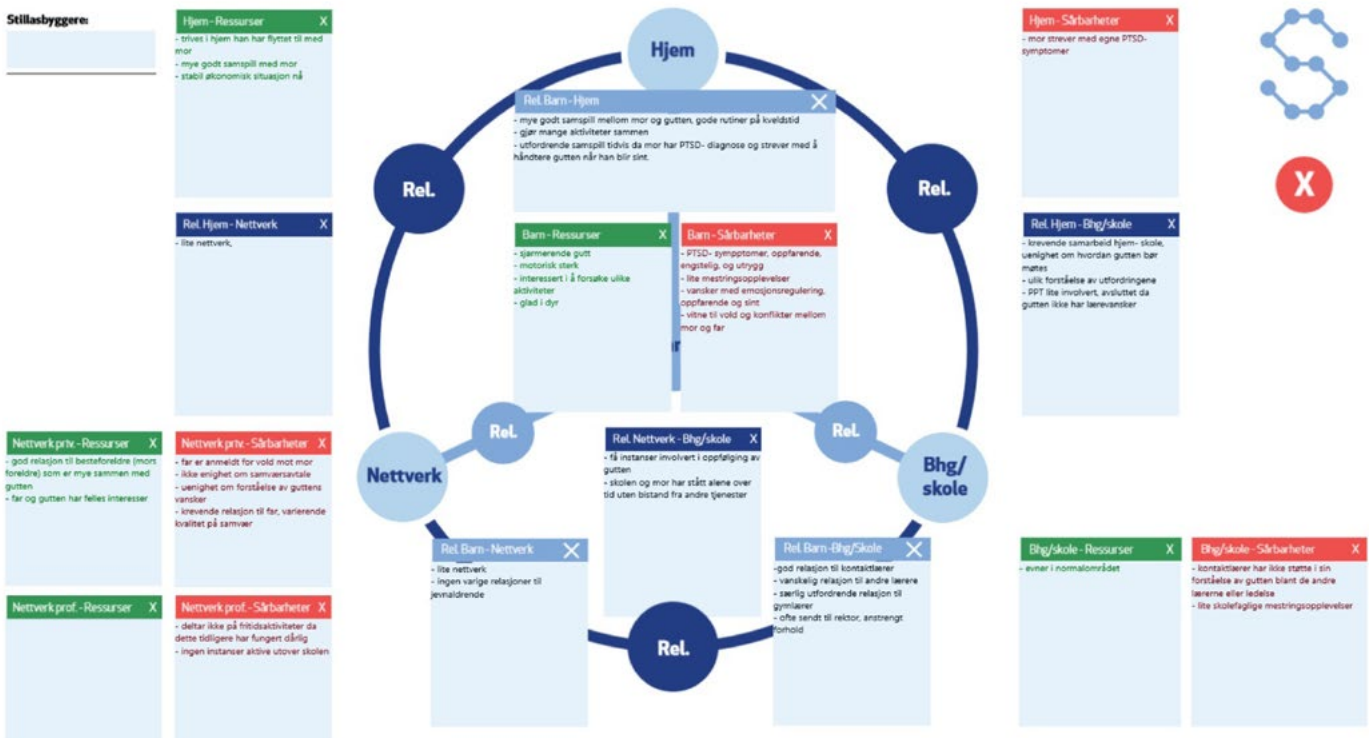 Stillasbyggere:
Hjem - Ressurser X
- trives i hjem han har flyttet til med
mor
- mye godt samspill med mor
- stabil økonomisk situasjon nå
Hjem
Hjem - Sårbarheter X
- mor strever med egne PTSD-
symptomer
X
Rel. Barn - Hjem X
- mye godt samspill mellom mor og gutten, gode rutiner på kveldstid
- gjør mange aktiviteter sammen
- utfordrende samspill tidvis da mor har PTSD- diagnose og strever med å
håndtere gutten når han blir sint.
Rel.
Rel.
Rel. Hjem - Nettverk X
- lite nettverk,
Barn - Ressurser X
- sjarmerende gutt
- motorisk sterk
- interessert i å forsøke ulike
aktiviteter
- glad i dyr
Barn - Sårbarheter X
- PTSD- sympptomer, oppfarende,
engstelig, og utrygg
- lite mestringsopplevelser
- vansker med emosjonsregulering,
oppfarende og sint
- vitne til vold og konflikter mellom
mor og far
Rel. Hjem - Bhg/skole X
- krevende samarbeid hjem- skole,
uenighet om hvordan gutten bør
møtes
- ulik forståelse av utfordringene
- PPT lite involvert, avsluttet da
gutten ikke har lærevansker
Nettverk priv. - Ressurser X
- god relasjon til besteforeldre (mors
foreldre) som er mye sammen med
gutten
- far og gutten har felles interesser
Nettverk priv. - Sårbarheter X
- far er anmeldt for vold mot mor
- ikke enighet om samværsavtale
- uenighet om forståelse av guttens
vansker
- krevende relasjon til far, varierende
kvalitet på samvær
Nettverk
Rel.
Rel. Nettverk - Bhg/skole X
- få instanser involvert i oppfølging av
gutten
- skolen og mor har stått alene over
tid uten bistand fra andre tjenester
Rel.
Bhg/
skole
Rel. Barn - Nettverk X
- lite nettverk
- ingen varige relasjoner til
jevnaldrende
Rel. Barn -Bhg/Skole X
-god relasjon til kontaktlærer
- vanskelig relasjon til andre lærere
- særlig utfordrende relasjon til
gymlærer
- ofte sendt til rektor, anstrengt
forhold
Bhg/skole - Ressurser X
- evner i normalområdet
Bhg/skole - Sårbarheter X
- kontaktlærer har ikke støtte i sin
forståelse av gutten blant de andre
lærerne eller ledelse
- lite skolefaglige mestringsopplevelser
Nettverk prof. - Ressurser X
Nettverk prof. - Sårbarheter X
- deltar ikke på fritidsaktiviteter da
dette tidligere har fungert dårlig
- ingen instanser aktive utover skolen
Rel.